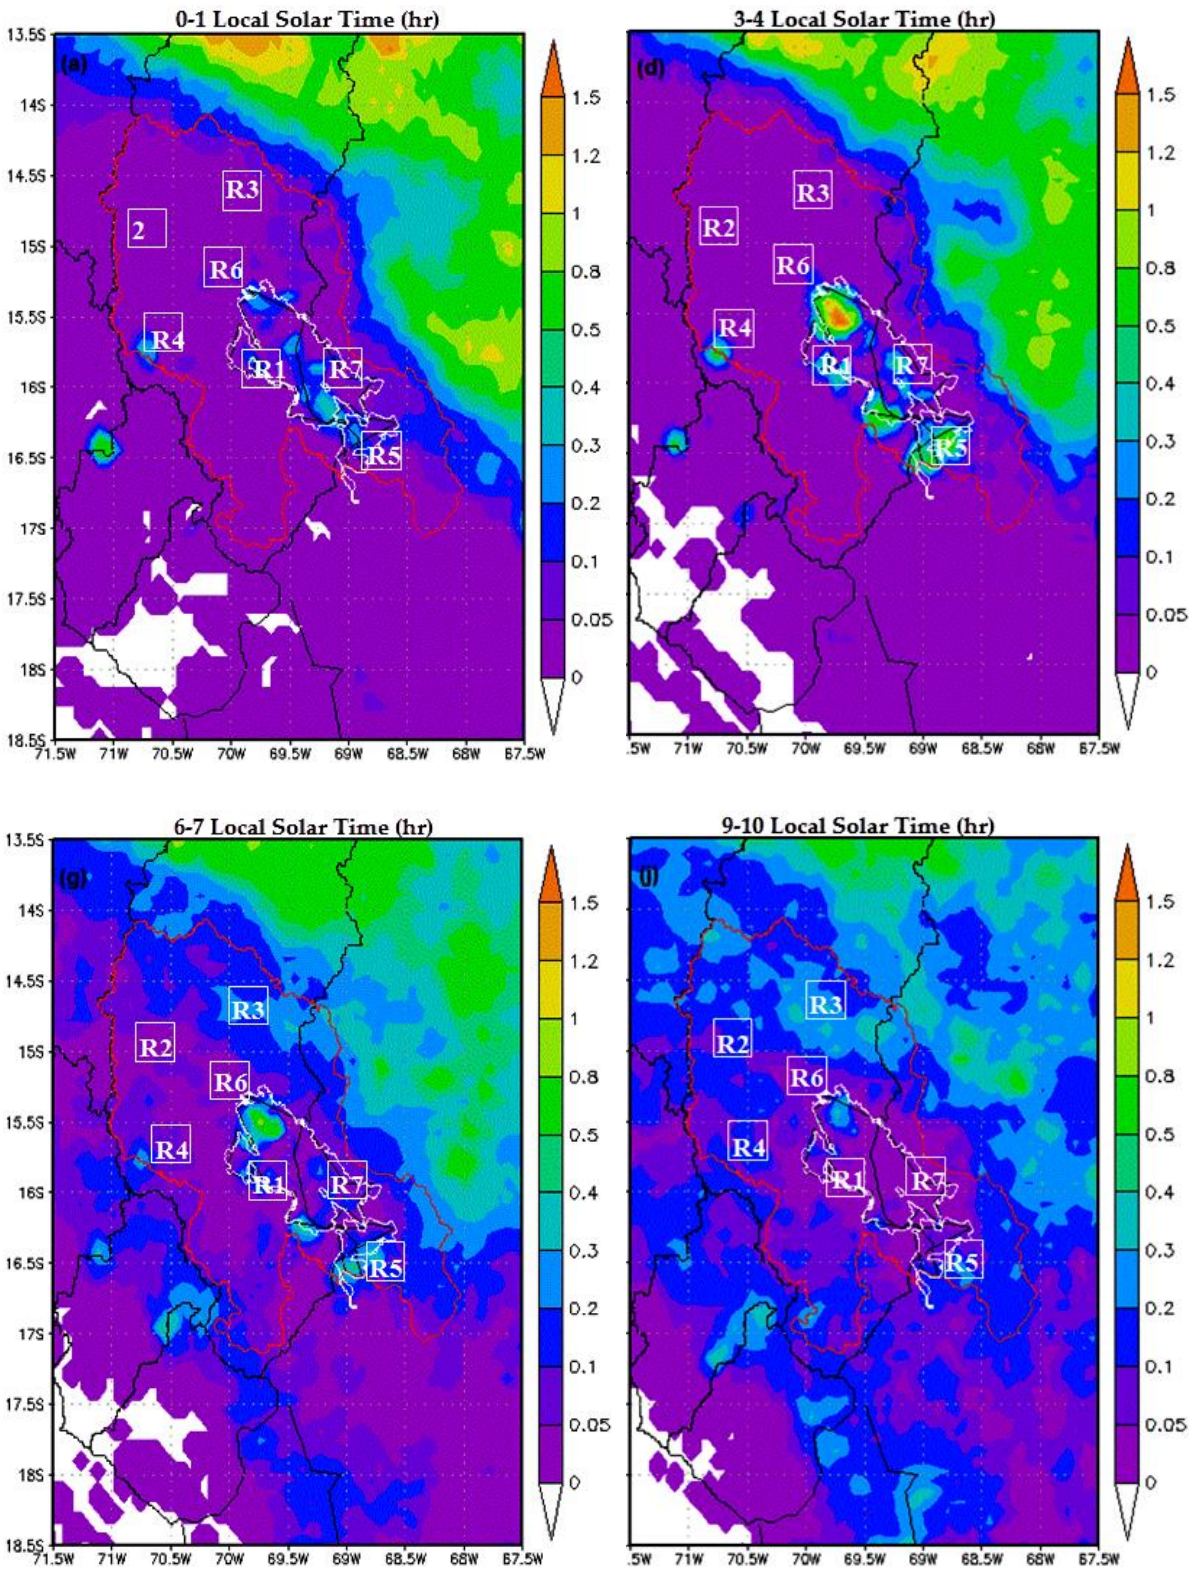 0-1 Local Solar Time (hr)
3-4 Local Solar Time (hr)
13.5S
14S
14.5S
15S
15.5S
16S
16.5S
17S
17.5S
18S
18.5S
(a)
R3
2
R6
R4
R1
R7
R5
1.5
1.2
1
0.8
0.5
0.4
0.3
0.2
0.1
0.05
0
71.5W 71W 70.5W 70W 69.5W 69W 68.5W 68W 67.5W
(d)
R3
R2
R6
R4
R1
R7
R5
1.5
1.2
1
0.8
0.5
0.4
0.3
0.2
0.1
0.05
0
.5W 71W 70.5W 70W 69.5W 69W 68.5W 68W 67.5W
6-7 Local Solar Time (hr)
9-10 Local Solar Time (hr)
13.5S
14S
14.5S
15S
15.5S
16S
16.5S
17S
17.5S
18S
18.5S
(g)
R3
R2
R6
R4
R1
R7
R5
1.5
1.2
1
0.8
0.5
0.4
0.3
0.2
0.1
0.05
0
71.5W 71W 70.5W 70W 69.5W 69W 68.5W 68W 67.5W
(j)
R3
R2
R6
R4
R1
R7
R5
1.5
1.2
1
0.8
0.5
0.4
0.3
0.2
0.1
0.05
0
.5W 71W 70.5W 70W 69.5W 69W 68.5W 68W 67.5W